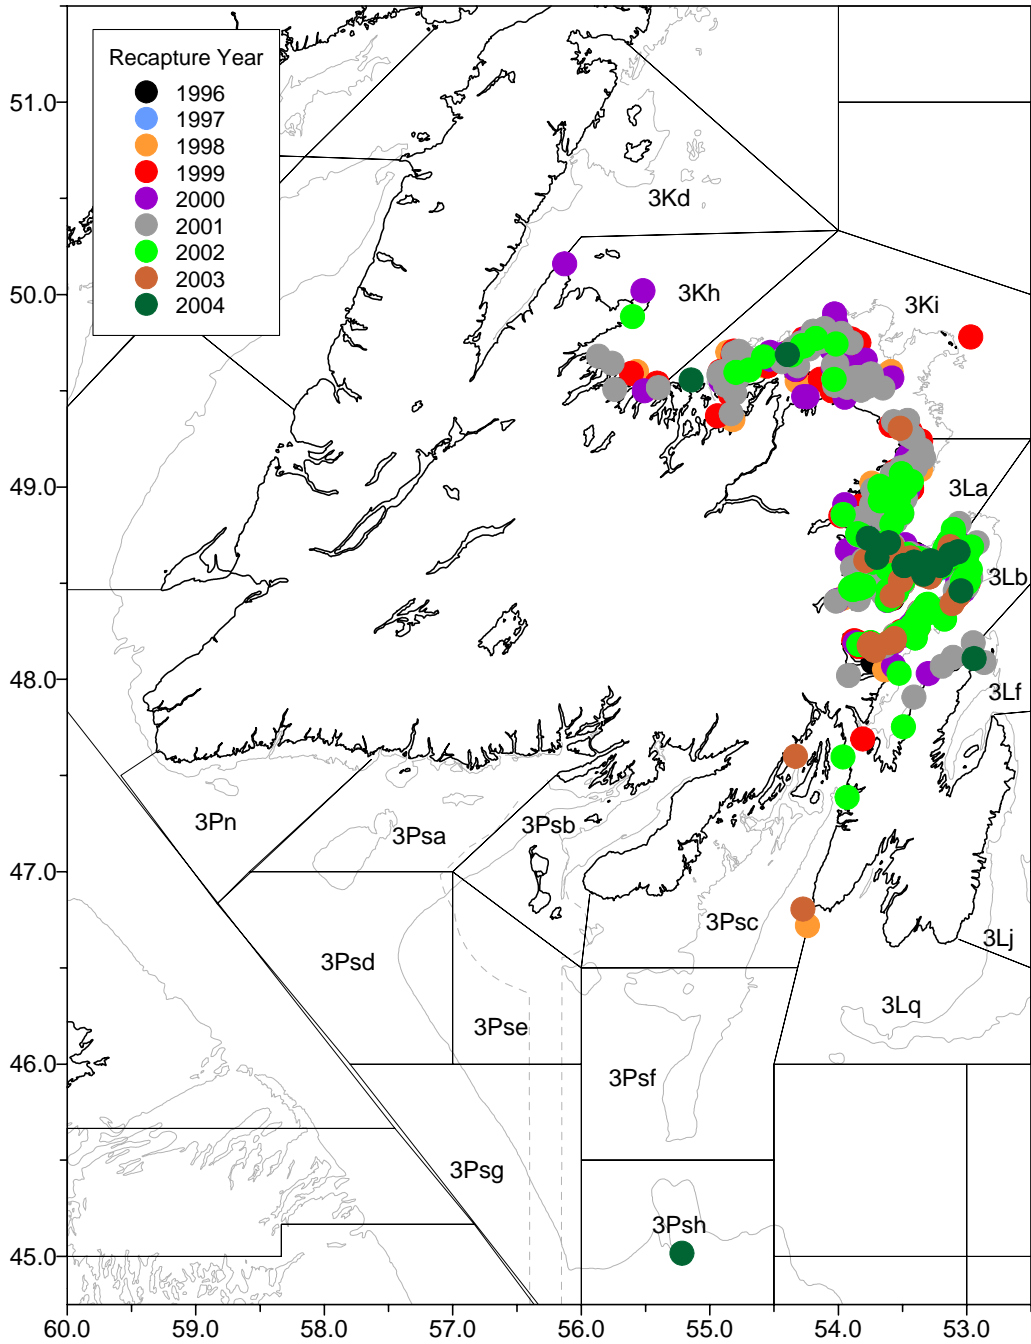 Recapture Year
1996
1997
1998
1999
2000
2001
2002
2003
2004
51.0
50.0
49.0
48.0
47.0
46.0
45.0
3Kd
3Kh
3Ki
3La
3Lb
3Lf
3Pn
3Psa
3Psb
3Psc
3Lj
3Psd
3Pse
3Lq
3Psf
3Psg
3Psh
60.0 59.0 58.0 57.0 56.0 55.0 54.0 53.0